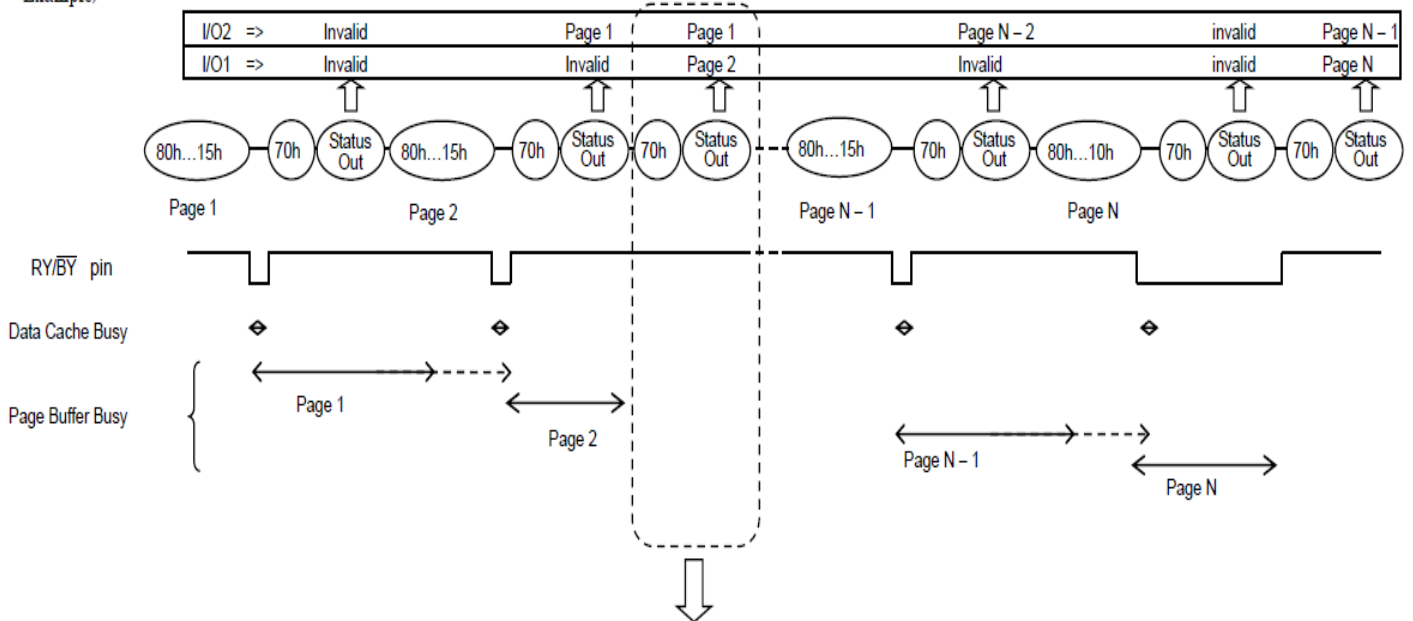 Example)
I/O2 => Invalid Page 1 Page 1 Page N – 2 invalid Page N – 1
I/O1 => Invalid Invalid Page 2 Invalid invalid Page N
80h...15h 70h Status Out 80h...15h 70h Status Out 70h Status Out 80h...15h 70h Status Out 80h...10h 70h Status Out 70h Status Out
Page 1 Page 2 Page N – 1 Page N
RY/BY pin
Data Cache Busy
Page Buffer Busy
Page 1
Page 2
Page N – 1
Page N